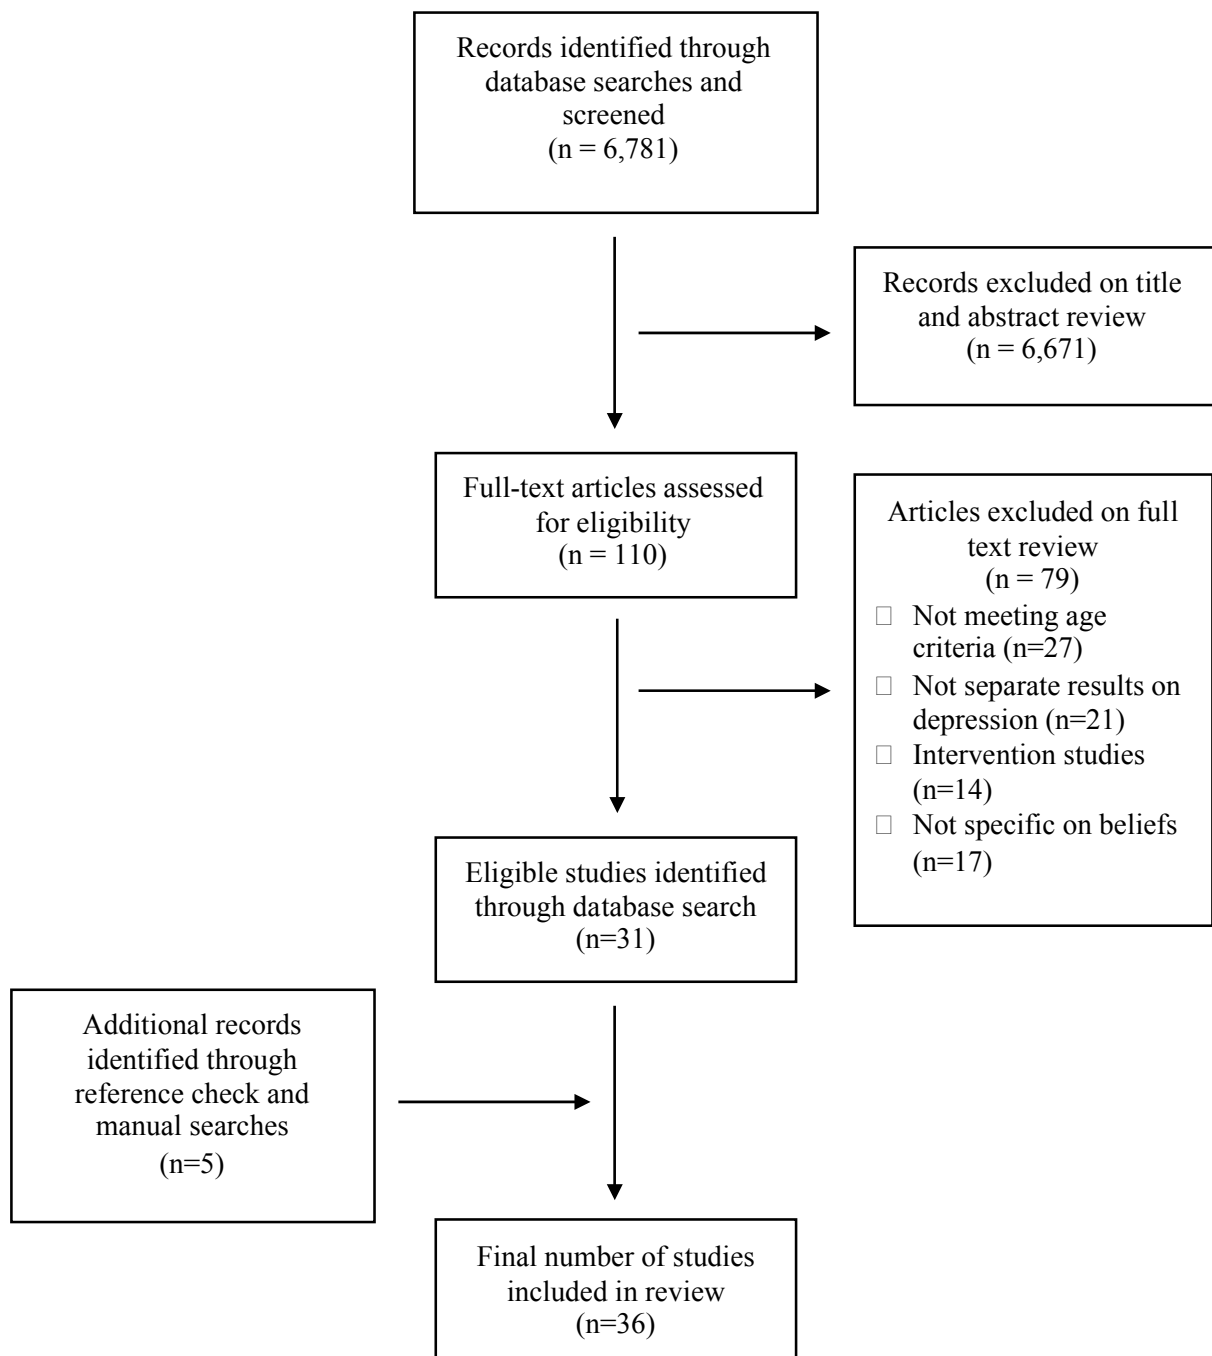 Records identified through
database searches and
screened
(n = 6,781)
Records excluded on title
and abstract review
(n = 6,671)
Full-text articles assessed
for eligibility
(n = 110)
Articles excluded on full
text review
(n = 79)
□ Not meeting age
criteria (n=27)
□ Not separate results on
depression (n=21)
□ Intervention studies
(n=14)
□ Not specific on beliefs
(n=17)
Eligible studies identified
through database search
(n=31)
Additional records
identified through
reference check and
manual searches
(n=5)
Final number of studies
included in review
(n=36)